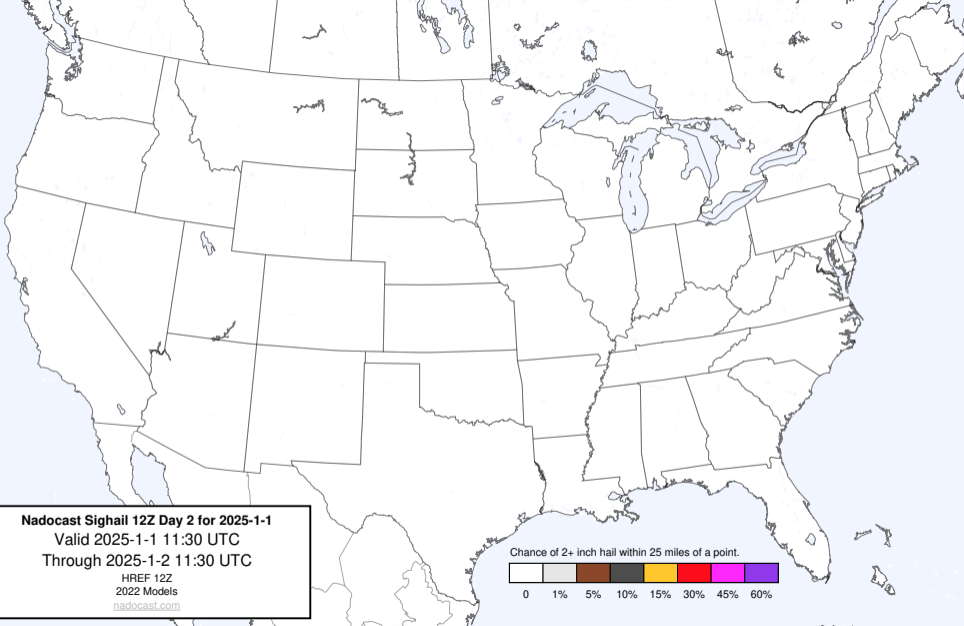 Nadocast Sighail 12Z Day 2 for 2025-1-1
Valid 2025-1-1 11:30 UTC
Through 2025-1-2 11:30 UTC
HREF 12Z
2022 Models
nadocast.com
Chance of 2+ inch hail within 25 miles of a point.
0 1% 5% 10% 15% 30% 45% 60%